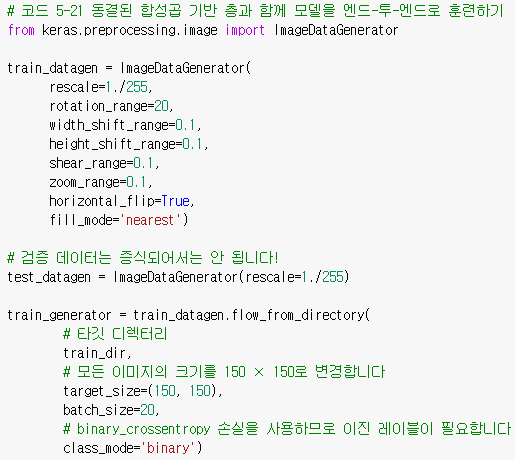 # 코드 5-21 동결된 합성곱 기반 층과 함께 모델을 엔드-투-엔드로 훈련하기
from keras.preprocessing.image import ImageDataGenerator
train_datagen = ImageDataGenerator(
rescale=1./255,
rotation_range=20,
width_shift_range=0.1,
height_shift_range=0.1,
shear_range=0.1,
zoom_range=0.1,
horizontal_flip=True,
fill_mode='nearest')
# 검증 데이터는 증식되어서는 안 됩니다!
test_datagen = ImageDataGenerator(rescale=1./255)
train_generator = train_datagen.flow_from_directory(
# 타깃 디렉터리
train_dir,
# 모든 이미지의 크기를 150 × 150로 변경합니다
target_size=(150, 150),
batch_size=20,
# binary_crossentropy 손실을 사용하므로 이진 레이블이 필요합니다
class_mode='binary')